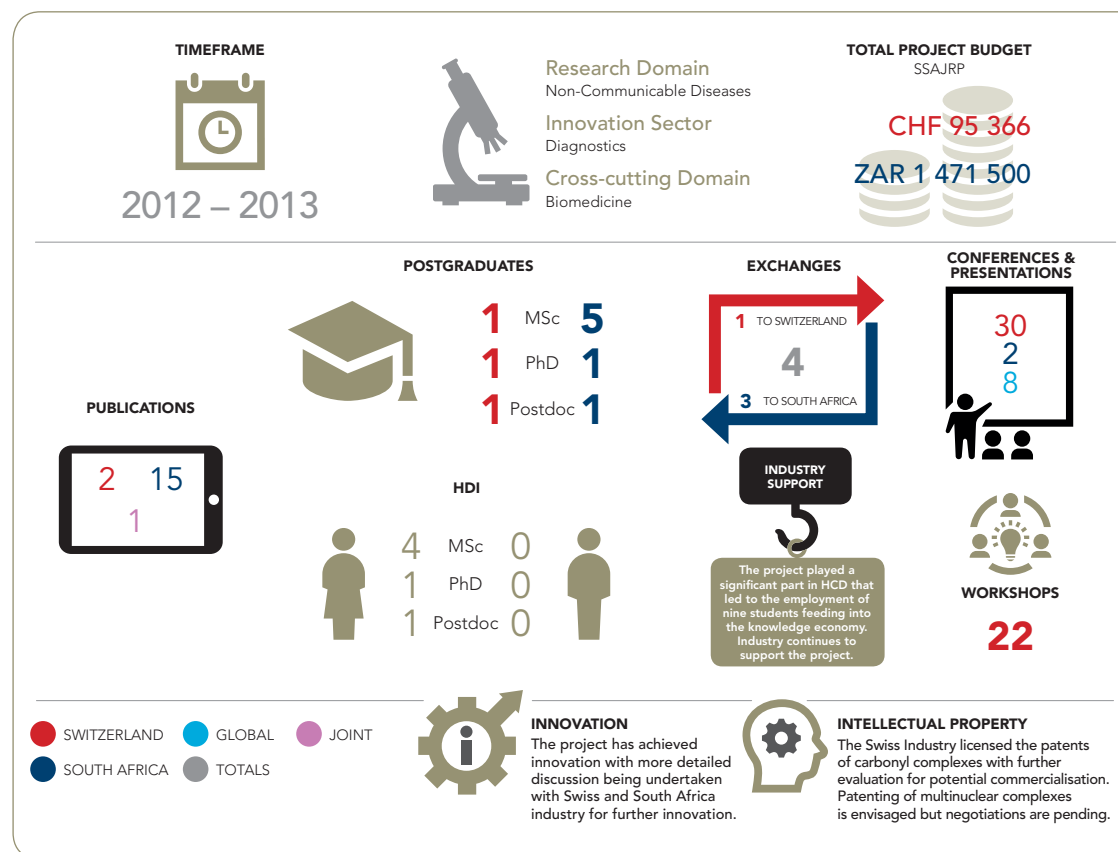 TIMEFRAME
2012 – 2013
Research Domain
Non-Communicable Diseases
Innovation Sector
Diagnostics
Cross-cutting Domain
Biomedicine
TOTAL PROJECT BUDGET
SSAJRP
CHF 95 366
ZAR 1 471 500
PUBLICATIONS
2 15
1
POSTGRADUATES
1 MSc 5
1 PhD 1
1 Postdoc 1
HDI
4 MSc 0
1 PhD 0
1 Postdoc 0
EXCHANGES
1 TO SWITZERLAND
4
3 TO SOUTH AFRICA
INDUSTRY
SUPPORT
The project played a
significant part in HCD that
led to the employment of
nine students feeding into
the knowledge economy.
Industry continues to
support the project.
CONFERENCES &
PRESENTATIONS
30
2
8
WORKSHOPS
22
SWITZERLAND GLOBAL JOINT
SOUTH AFRICA TOTALS
INNOVATION
The project has achieved
innovation with more detailed
discussion being undertaken
with Swiss and South Africa
industry for further innovation.
INTELLECTUAL PROPERTY
The Swiss Industry licensed the patents
of carbonyl complexes with further
evaluation for potential commercialisation.
Patenting of multinuclear complexes
is envisaged but negotiations are pending.